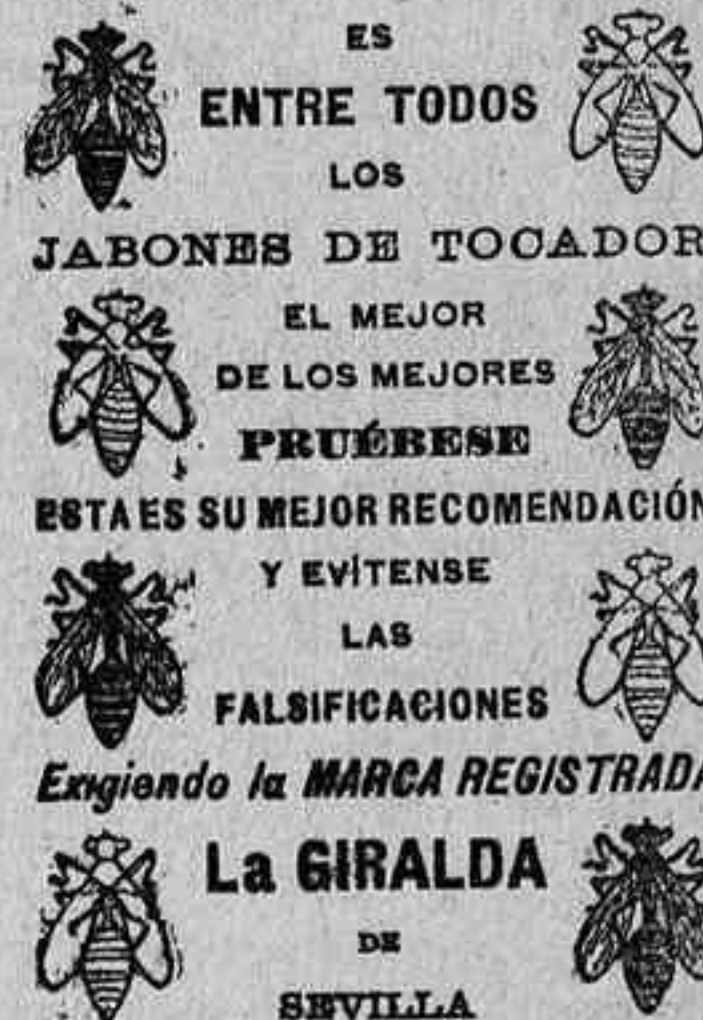 ES
ENTRE TODOS
LOS
JABONES DE TOCADOR
EL MEJOR
DE LOS MEJORES
PRUÉBESE
ESTA ES SU MEJOR RECOMENDACIÓN
Y EVÍTENSE
LAS
FALSIFICACIONES
Exigiendo la MARCA REGISTRADA
La GIRALDA
DE
SEVILLA